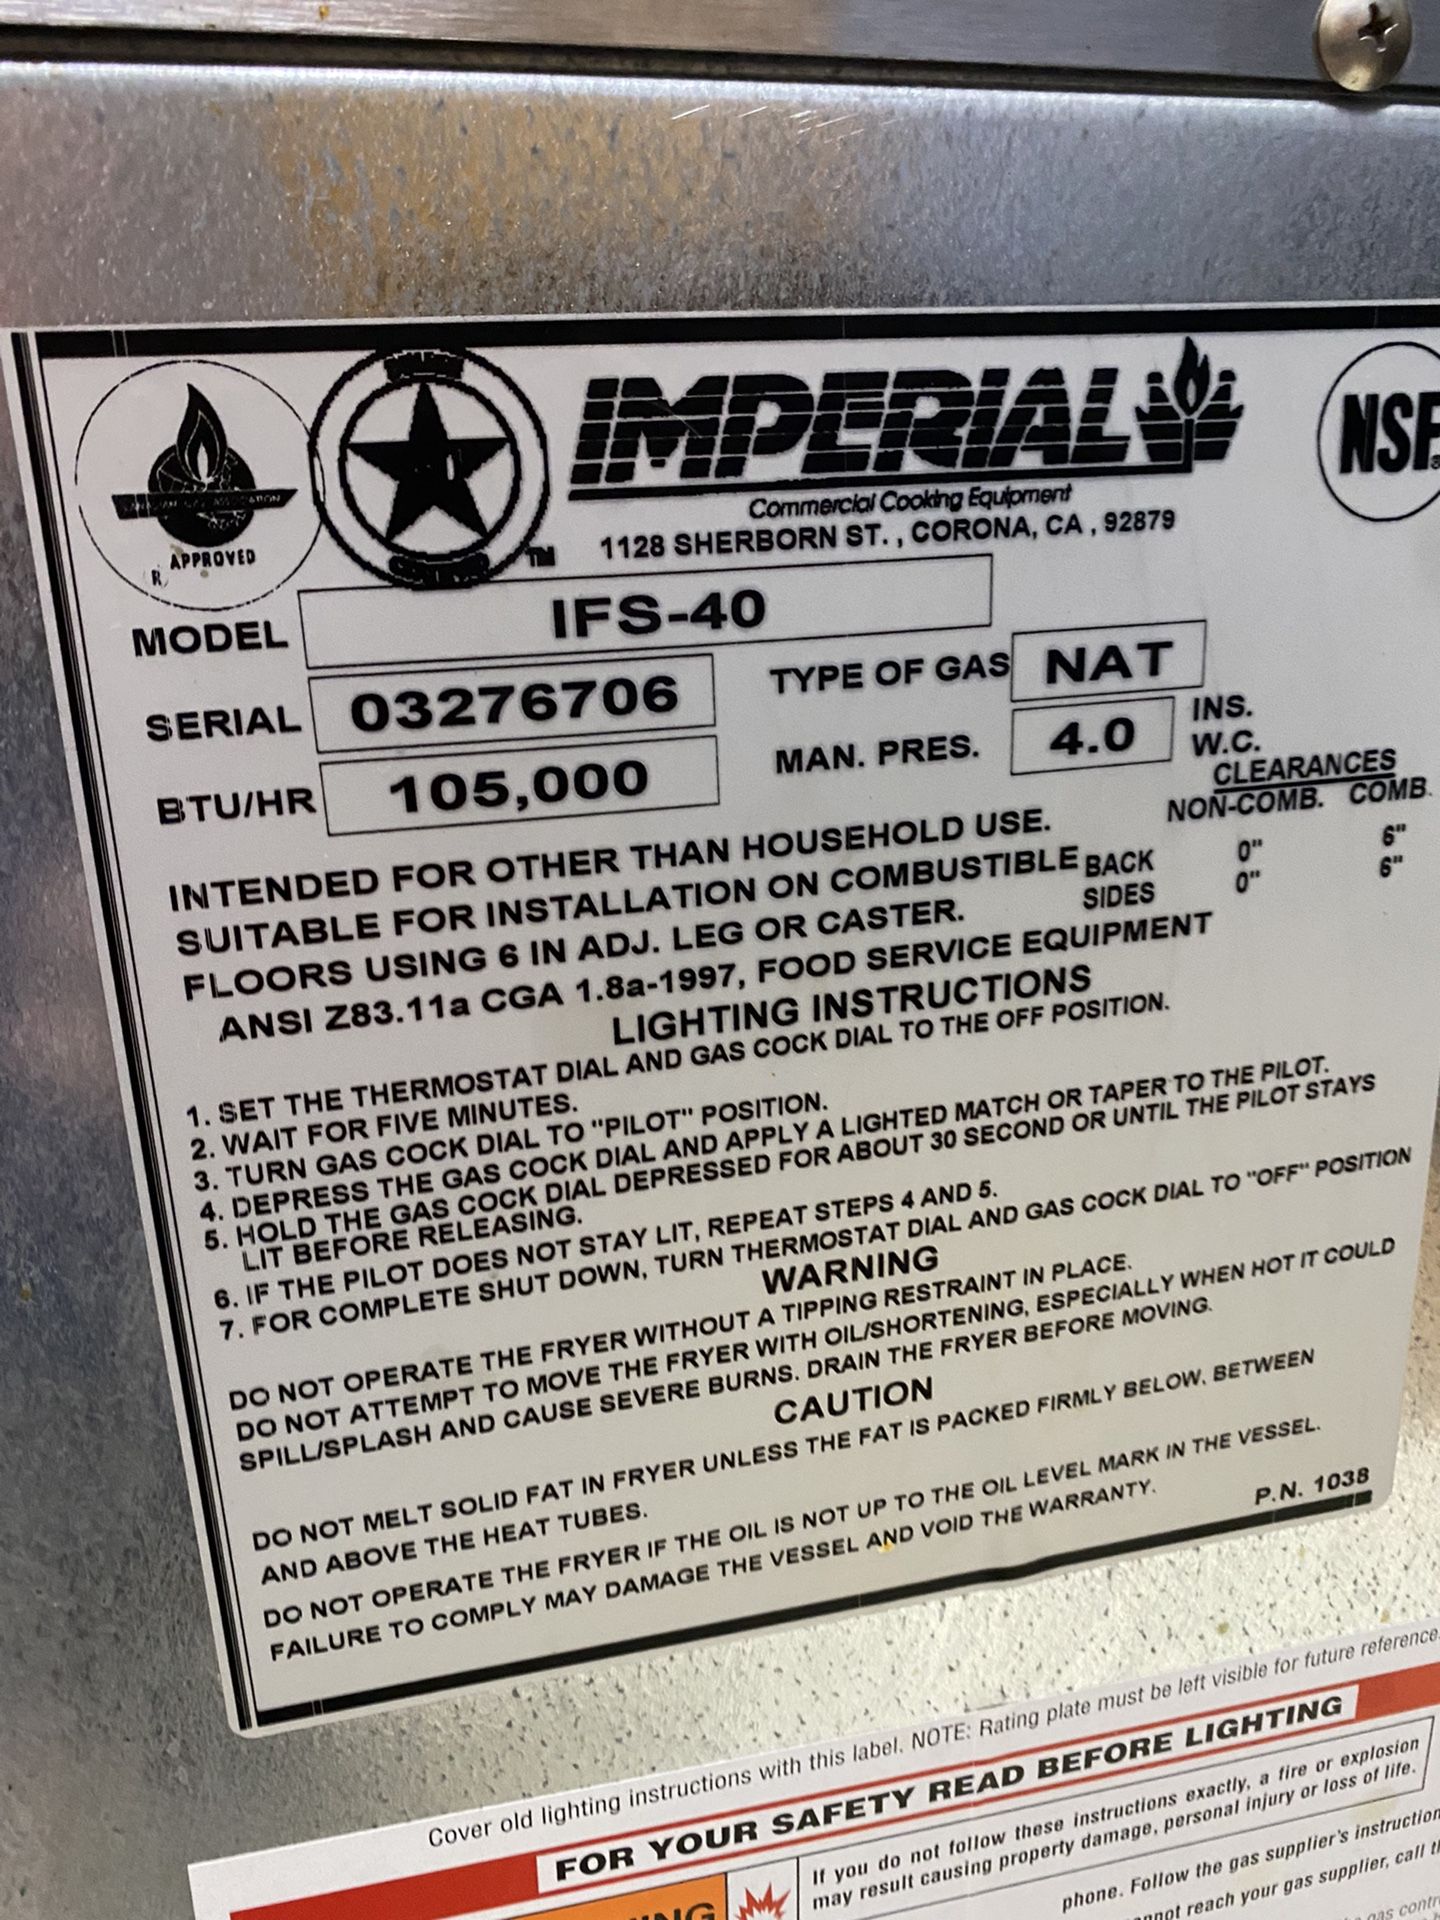 APPROVED
R
TM
IMPERIAL
Commercial Cooking Equipment
1128 SHERBORN ST. , CORONA, CA , 92879
NSF
MODEL IFS-40
SERIAL 03276706 TYPE OF GAS NAT
BTU/HR 105,000 MAN. PRES. 4.0 INS. W.C.
CLEARANCES
NON-COMB. COMB.
BACK 0" 6"
SIDES 0" 6"
INTENDED FOR OTHER THAN HOUSEHOLD USE.
SUITABLE FOR INSTALLATION ON COMBUSTIBLE
FLOORS USING 6 IN ADJ. LEG OR CASTER.
ANSI Z83.11a CGA 1.8a-1997, FOOD SERVICE EQUIPMENT
LIGHTING INSTRUCTIONS
1. SET THE THERMOSTAT DIAL AND GAS COCK DIAL TO THE OFF POSITION.
2. WAIT FOR FIVE MINUTES.
3. TURN GAS COCK DIAL TO "PILOT" POSITION.
4. DEPRESS THE GAS COCK DIAL AND APPLY A LIGHTED MATCH OR TAPER TO THE PILOT.
5. HOLD THE GAS COCK DIAL DEPRESSED FOR ABOUT 30 SECOND OR UNTIL THE PILOT STAYS
LIT BEFORE RELEASING.
6. IF THE PILOT DOES NOT STAY LIT, REPEAT STEPS 4 AND 5.
7. FOR COMPLETE SHUT DOWN, TURN THERMOSTAT DIAL AND GAS COCK DIAL TO "OFF" POSITION
WARNING
DO NOT OPERATE THE FRYER WITHOUT A TIPPING RESTRAINT IN PLACE.
DO NOT ATTEMPT TO MOVE THE FRYER WITH OIL/SHORTENING, ESPECIALLY WHEN HOT IT COULD
SPILL/SPLASH AND CAUSE SEVERE BURNS. DRAIN THE FRYER BEFORE MOVING.
CAUTION
DO NOT MELT SOLID FAT IN FRYER UNLESS THE FAT IS PACKED FIRMLY BELOW, BETWEEN
AND ABOVE THE HEAT TUBES.
DO NOT OPERATE THE FRYER IF THE OIL IS NOT UP TO THE OIL LEVEL MARK IN THE VESSEL.
FAILURE TO COMPLY MAY DAMAGE THE VESSEL AND VOID THE WARRANTY.
P.N. 1038
Cover old lighting instructions with this label. NOTE: Rating plate must be left visible for future reference.
FOR YOUR SAFETY READ BEFORE LIGHTING
If you do not follow these instructions exactly, a fire or explosion
may result causing property damage, personal injury or loss of life.
phone. Follow the gas supplier's instruction
not reach your gas supplier, call
gas